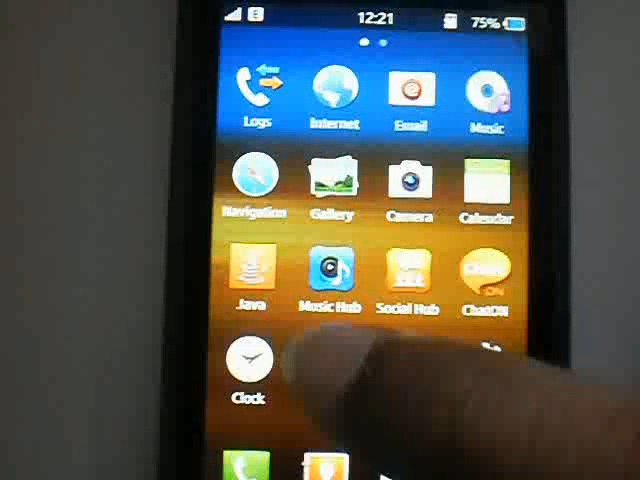 E 12:21 75%
Logs Internet Email Music
Navigation Gallery Camera Calendar
Java Music Hub Social Hub ChatON
Clock